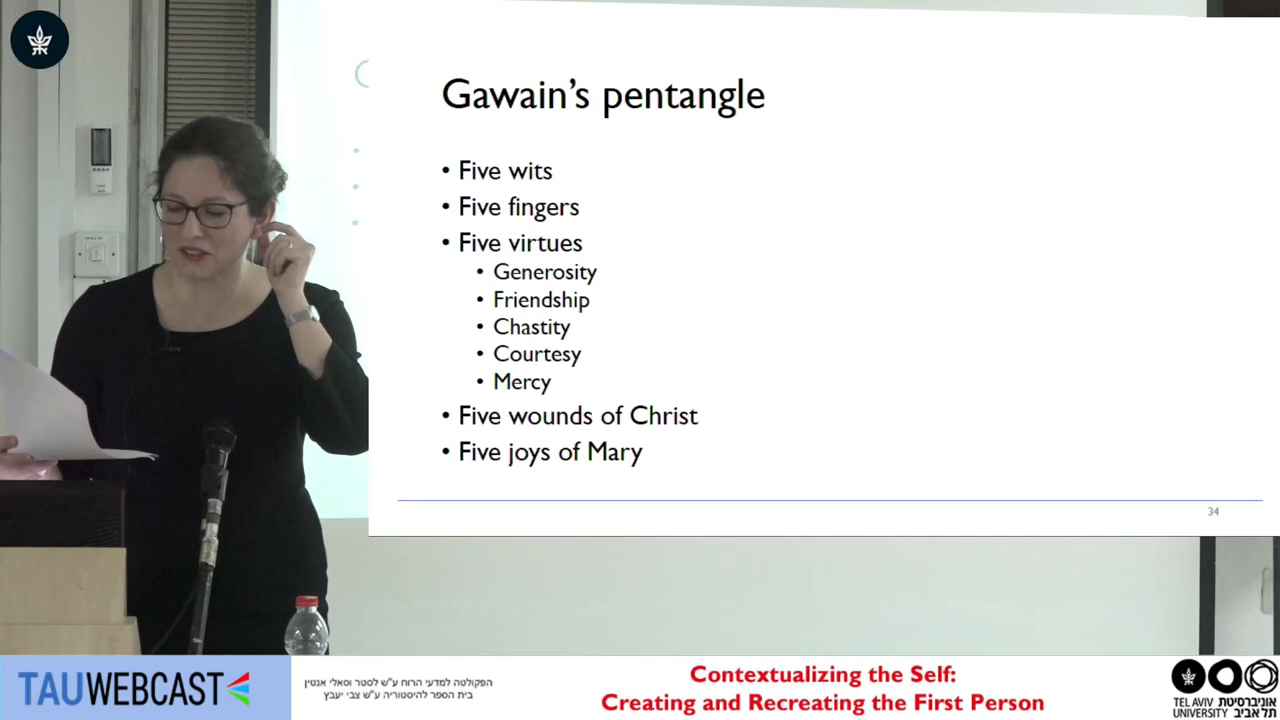 Gawain’s pentangle
• Five wits
• Five fingers
• Five virtues
• Generosity
• Friendship
• Chastity
• Courtesy
• Mercy
• Five wounds of Christ
• Five joys of Mary
34
TAUWEBCAST
הפקולטה למדעי הרוח ע"ש לסטר וסאלי אנטין
בית הספר להיסטוריה ע"ש צבי יעבץ
Contextualizing the Self:
Creating and Recreating the First Person
TEL AVIV אוניברסיטת
UNIVERSITY תל אביב